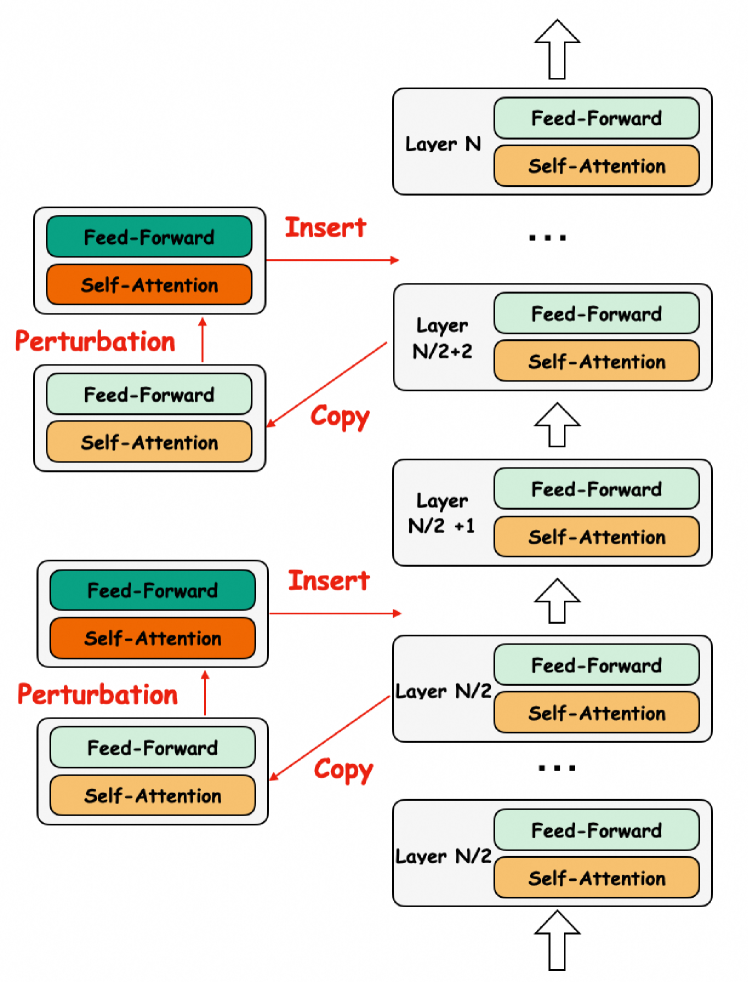 Feed-Forward
Layer N
Self-Attention
...
Feed-Forward
Self-Attention
Insert
Perturbation
Feed-Forward
Self-Attention
Copy
Feed-Forward
Layer
N/2+2
Self-Attention
Feed-Forward
Layer
N/2 +1
Self-Attention
Feed-Forward
Self-Attention
Insert
Perturbation
Feed-Forward
Self-Attention
Copy
Feed-Forward
Layer N/2
Self-Attention
...
Feed-Forward
Layer N/2
Self-Attention